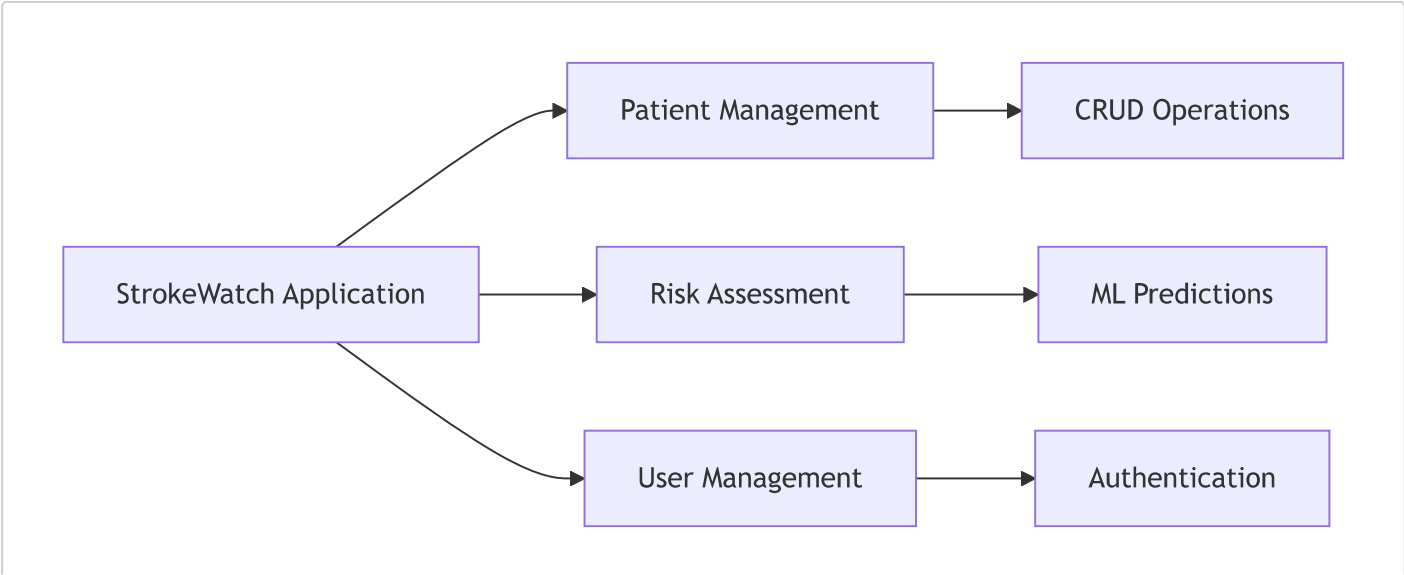 Patient Management
CRUD Operations
StrokeWatch Application
Risk Assessment
ML Predictions
User Management
Authentication